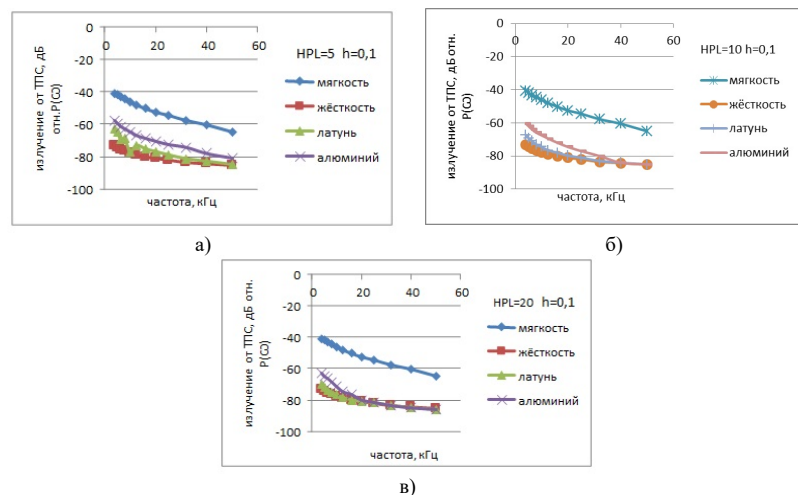 0
-20
-40
-60
-80
-100
0 20 40 60
излучение от ТПС, дБ
отн.P(Ѡ)
частота, кГц
HPL=5 h=0,1
мягкость
жёсткость
латунь
алюминий
а)
0
-20
-40
-60
-80
-100
0 20 40 60
излучение от ТПС, дБ отн.
P(Ѡ)
частота, кГц
HPL=10 h=0,1
мягкость
жёсткость
латунь
алюминий
б)
0
-20
-40
-60
-80
-100
0 20 40 60
излучение от ТПС, дБ отн.
P(Ѡ)
частота, кГц
HPL=20 h=0,1
мягкость
жёсткость
латунь
алюминий
в)